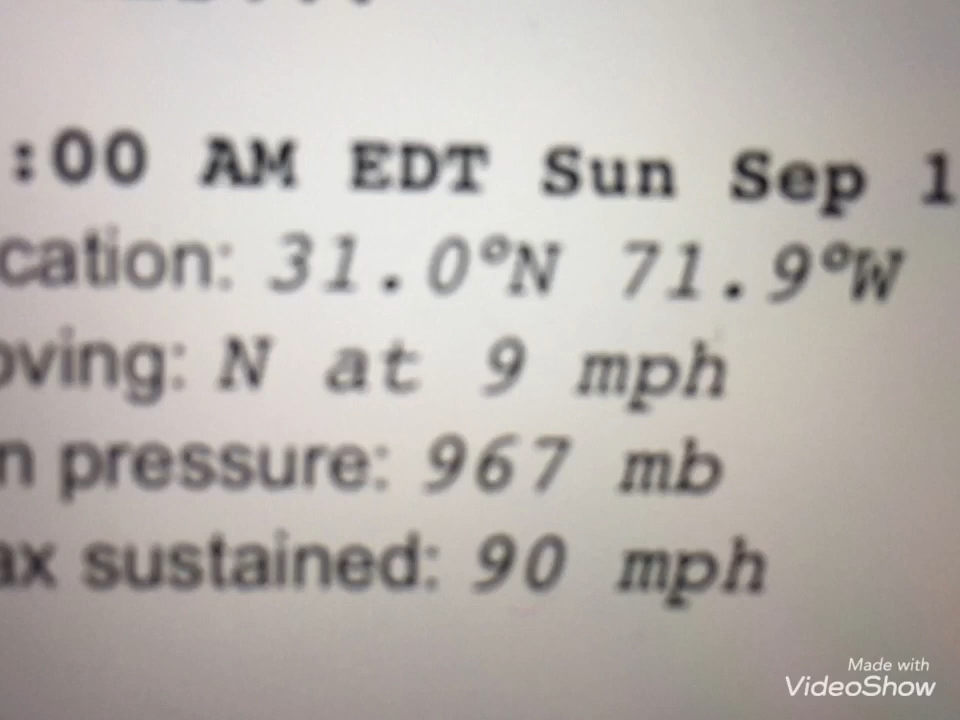 :00 AM EDT Sun Sep 1
cation: 31.0°N 71.9°W
oving: N at 9 mph
n pressure: 967 mb
ax sustained: 90 mph
Made with
VideoShow